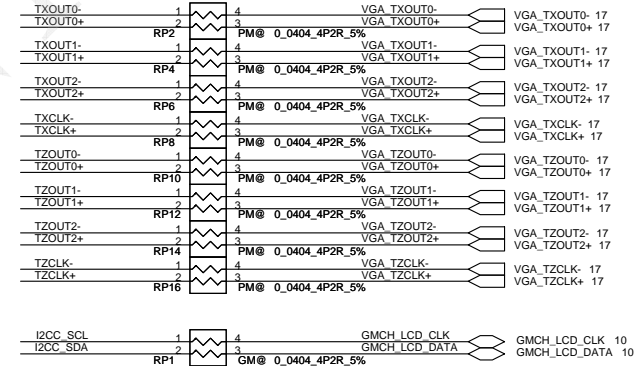 TXOUT0- 1 4 VGA_TXOUT0- VGA_TXOUT0- 17
TXOUT0+ 2 3 VGA_TXOUT0+ VGA_TXOUT0+ 17
RP2 PM@ 0_0404_4P2R_5%
TXOUT1- 1 4 VGA_TXOUT1- VGA_TXOUT1- 17
TXOUT1+ 2 3 VGA_TXOUT1+ VGA_TXOUT1+ 17
RP4 PM@ 0_0404_4P2R_5%
TXOUT2- 1 4 VGA_TXOUT2- VGA_TXOUT2- 17
TXOUT2+ 2 3 VGA_TXOUT2+ VGA_TXOUT2+ 17
RP6 PM@ 0_0404_4P2R_5%
TXCLK- 1 4 VGA_TXCLK- VGA_TXCLK- 17
TXCLK+ 2 3 VGA_TXCLK+ VGA_TXCLK+ 17
RP8 PM@ 0_0404_4P2R_5%
TZOUT0- 1 4 VGA_TZOUT0- VGA_TZOUT0- 17
TZOUT0+ 2 3 VGA_TZOUT0+ VGA_TZOUT0+ 17
RP10 PM@ 0_0404_4P2R_5%
TZOUT1- 1 4 VGA_TZOUT1- VGA_TZOUT1- 17
TZOUT1+ 2 3 VGA_TZOUT1+ VGA_TZOUT1+ 17
RP12 PM@ 0_0404_4P2R_5%
TZOUT2- 1 4 VGA_TZOUT2- VGA_TZOUT2- 17
TZOUT2+ 2 3 VGA_TZOUT2+ VGA_TZOUT2+ 17
RP14 PM@ 0_0404_4P2R_5%
TZCLK- 1 4 VGA_TZCLK- VGA_TZCLK- 17
TZCLK+ 2 3 VGA_TZCLK+ VGA_TZCLK+ 17
RP16 PM@ 0_0404_4P2R_5%
I2CC_SCL 1 4 GMCH_LCD_CLK GMCH_LCD_CLK 10
I2CC_SDA 2 3 GMCH_LCD_DATA GMCH_LCD_DATA 10
RP1 GM@ 0_0404_4P2R_5%